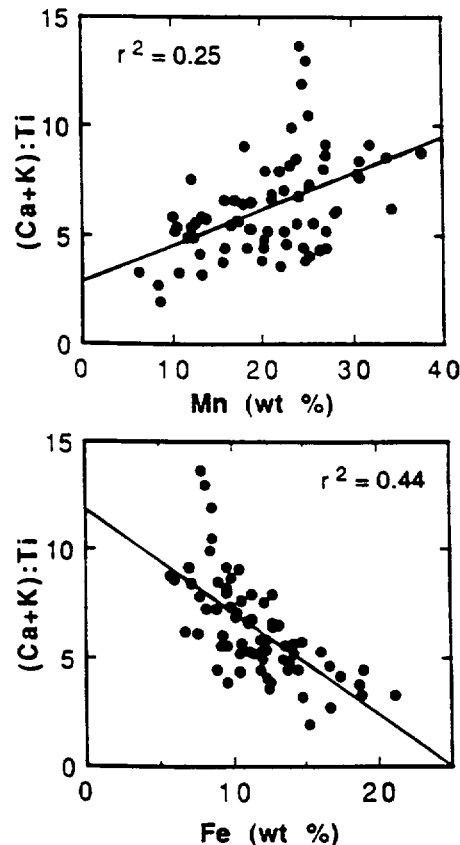 15
r² = 0.25
10
(Ca+K):Ti
5
0
0 10 20 30 40
Mn (wt %)
15
r² = 0.44
10
(Ca+K):Ti
5
0
0 10 20
Fe (wt %)